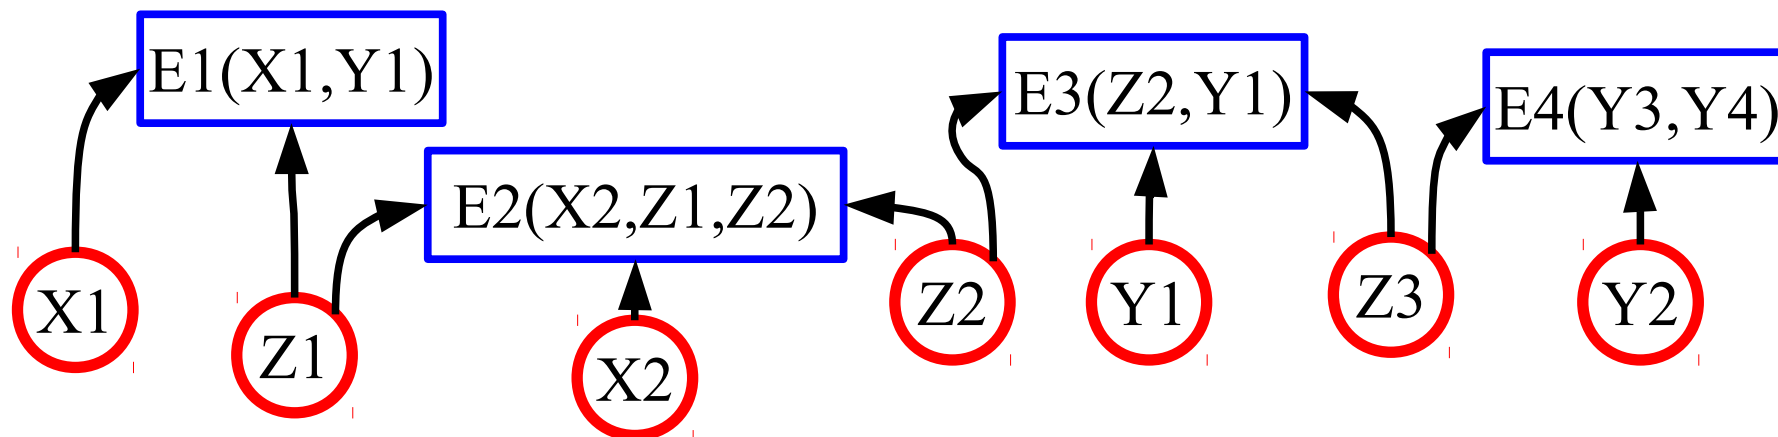 E1(X1,Y1)
E2(X2,Z1,Z2)
E3(Z2,Y1)
E4(Y3,Y4)
X1
Z1
X2
Z2
Y1
Z3
Y2